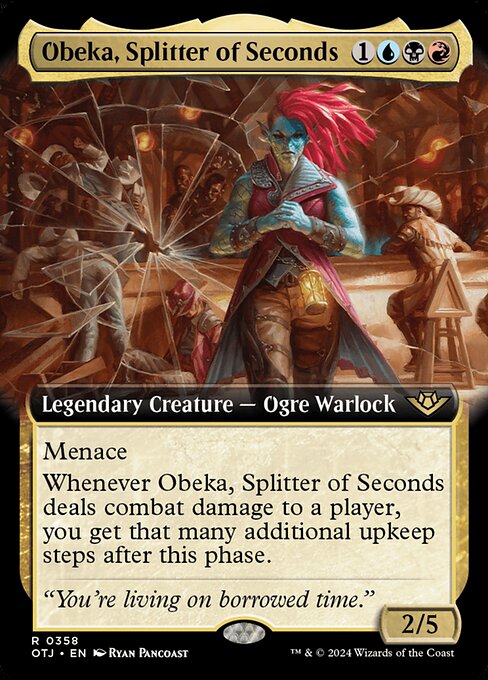 Obeka, Splitter of Seconds 1
Legendary Creature — Ogre Warlock
Menace
Whenever Obeka, Splitter of Seconds
deals combat damage to a player,
you get that many additional upkeep
steps after this phase.
“You’re living on borrowed time.”
2/5
R 0358
OTJ • EN Ryan Pancoast
™ & © 2024 Wizards of the Coast